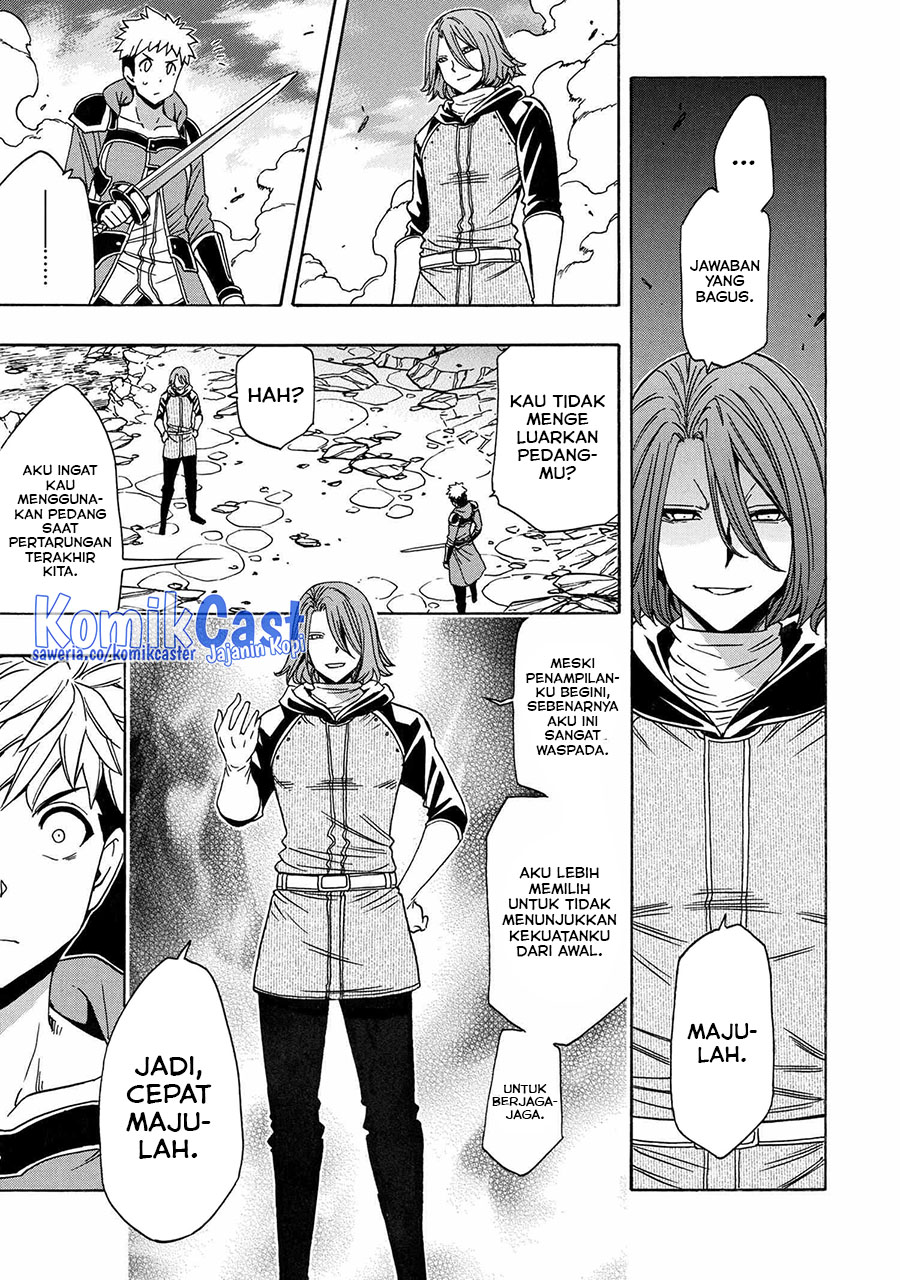 ...
JAWABAN
YANG
BAGUS.
MAJU-
LAH.
KAU TIDAK
MENGE
LUARKAN
PEDANG-
MU?
HAH?
AKU INGAT
KAU
MENGGUNA-
KAN PEDANG
SAAT
PERTARUNGAN
TERAKHIR
KITA.
MESKI
PENAMPILAN-
KU BEGINI,
SEBENARNYA
AKU INI
SANGAT
WASPADA.
AKU LEBIH
MEMILIH
UNTUK TIDAK
MENUNJUKKAN
KEKUATANKU
DARI AWAL.
UNTUK
BERJAGA-
JAGA.
JADI,
CEPAT
MAJU-
LAH.
KomikCast
saweria.co/komikcaster
Jajanin Kopi